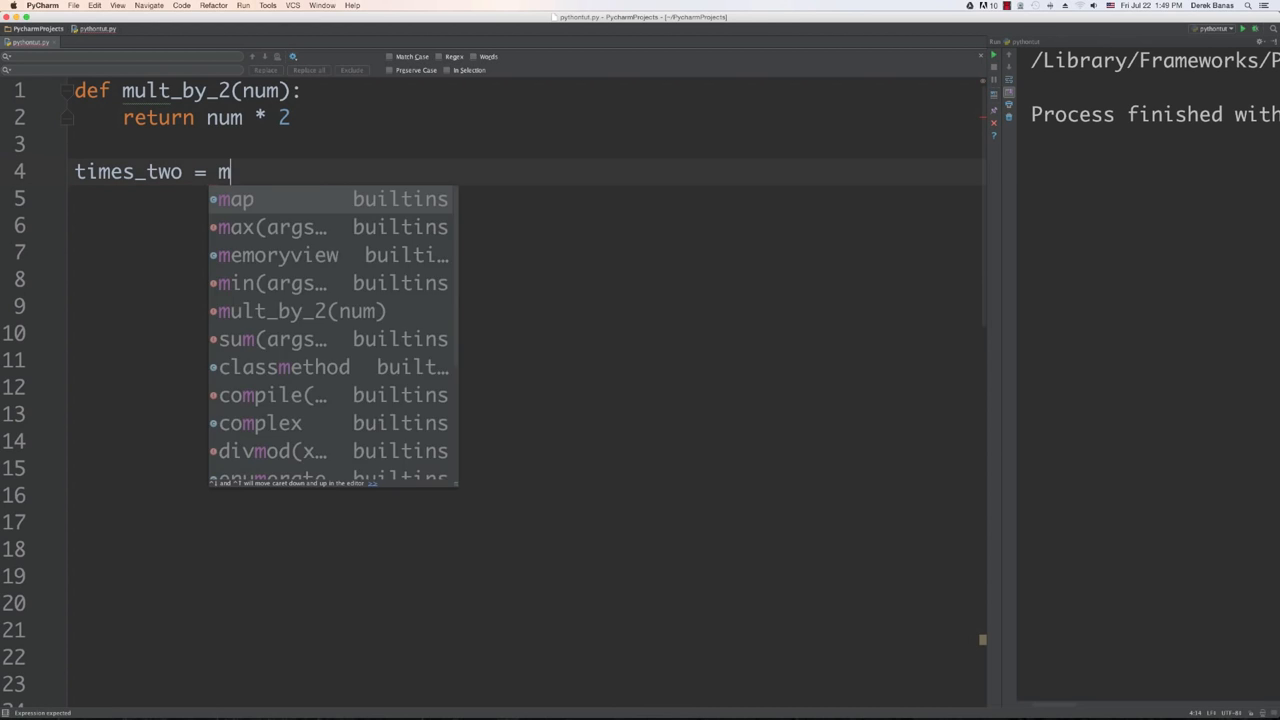 PyCharm File Edit View Navigate Code Refactor Run Tools VCS Window Help
10 Fri Jul 22 1:49 PM Derek Banas
pythontut.py - PycharmProjects - [~/PycharmProjects]
PycharmProjects pythontut.py pythontut
pythontut.py Run pythontut
Match Case Regex Words
Replace Replace all Exclude Preserve Case In Selection
1 def mult_by_2(num):
2 return num * 2
3
4 times_two = m
5
6
7
8
9
10
11
12
13
14
15
16
17
18
19
20
21
22
23
map builtins
max(args… builtins
memoryview builti…
min(args… builtins
mult_by_2(num)
sum(args… builtins
classmethod built…
compile(… builtins
complex builtins
divmod(x… builtins
enumerate builtins
^↓ and ^↑ will move caret down and up in the editor >>
/Library/Frameworks/P
Process finished with
Expression expected 4:14 LF≑ UTF-8≑